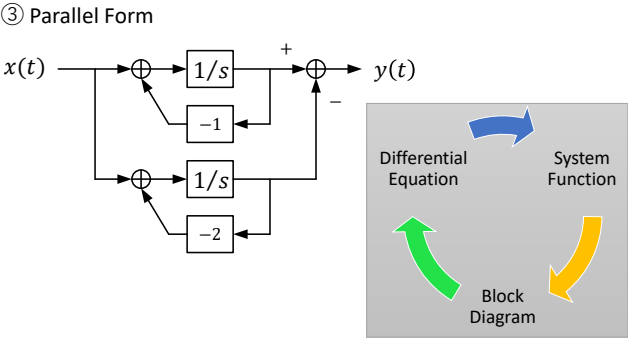 ③ Parallel Form
x(t)
1/s
+
y(t)
−1
−
1/s
−2
Differential
Equation
System
Function
Block
Diagram